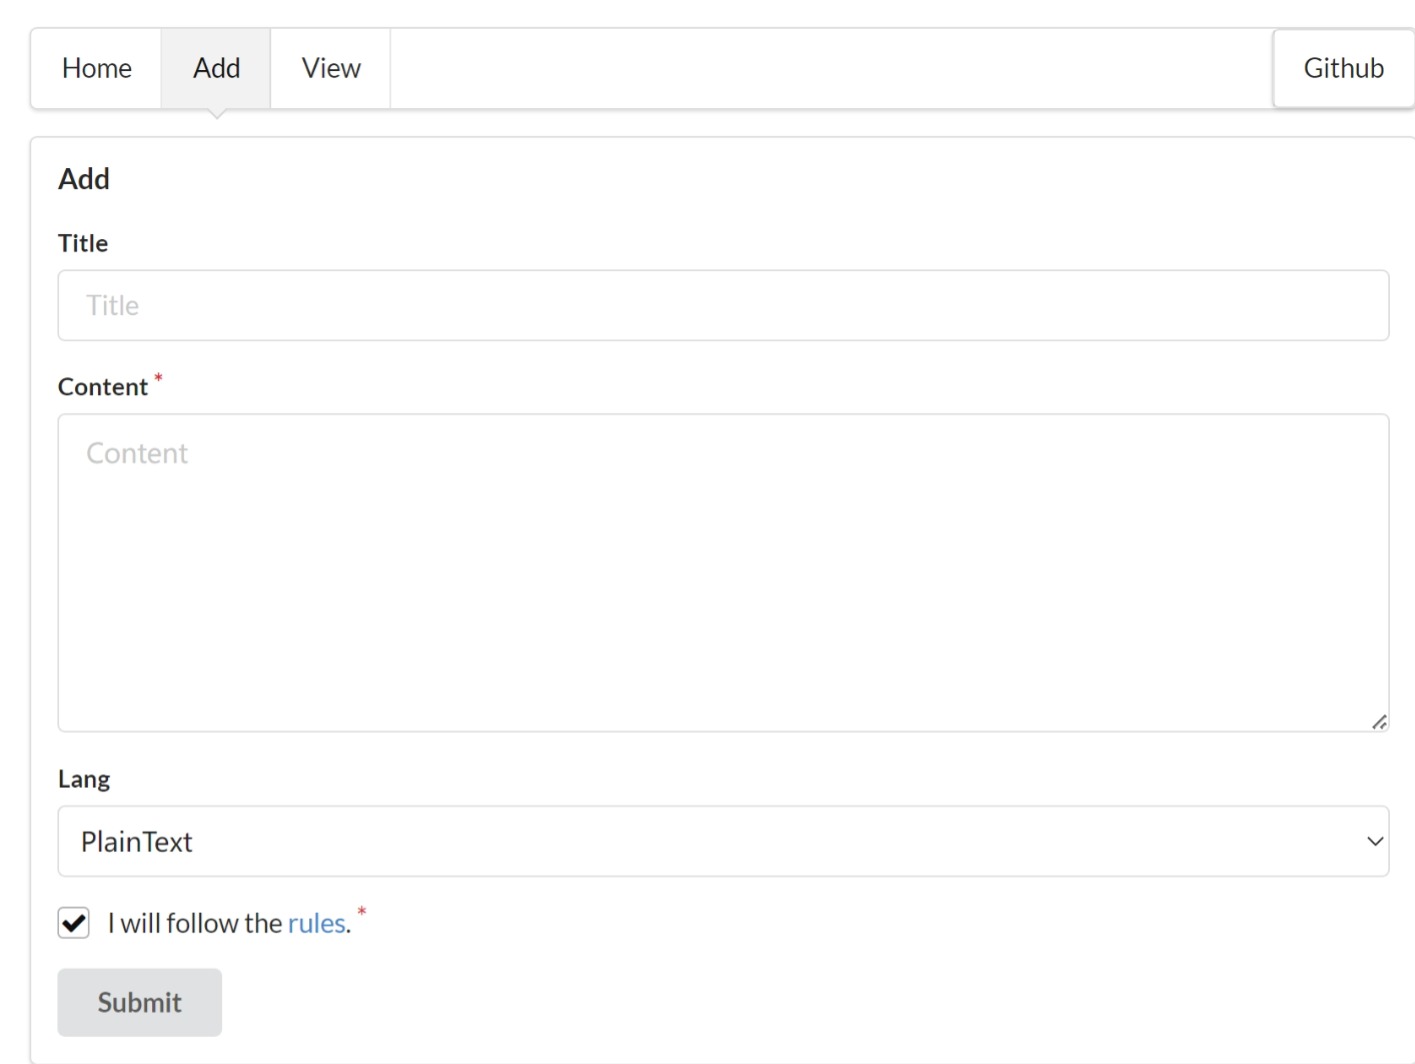 Home Add View Github
Add
Title
Title
Content *
Content
Lang
PlainText
I will follow the rules. *
Submit